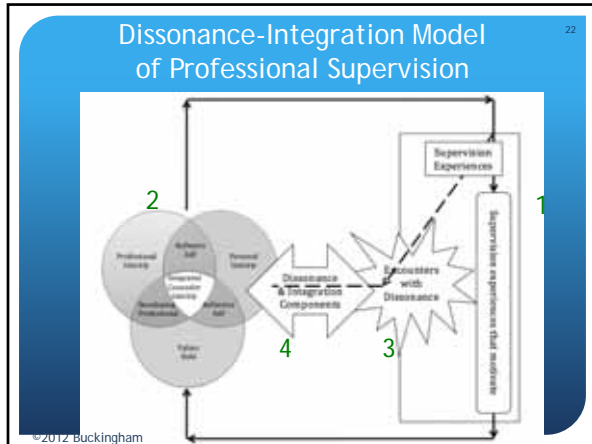 Dissonance-Integration Model
of Professional Supervision
22
Supervision
Experiences
1
Supervision experiences that motivate
2
Professional
Identity
Reflective
Self
Personal
Identity
Integrated
Counselor
Identity
Developing
Professional
Reflective
Self
Values
Dissonance
& Integration
Components
Encounters
with
Dissonance
4
3
©2012 Buckingham